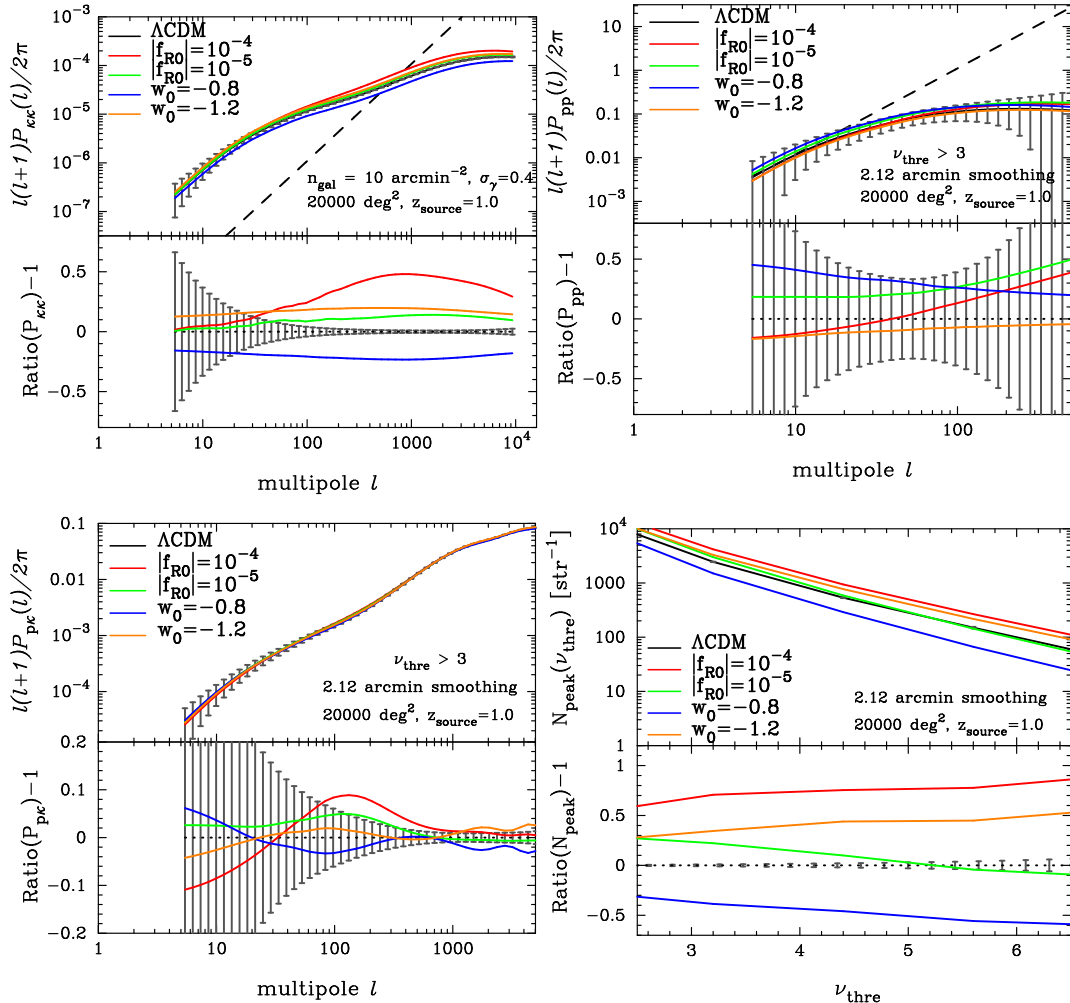 l(l+1)P_κκ(l)/2π
10⁻³
10⁻⁴
10⁻⁵
10⁻⁶
10⁻⁷
ΛCDM
|f_R0|=10⁻⁴
|f_R0|=10⁻⁵
w₀=−0.8
w₀=−1.2
n_gal = 10 arcmin⁻², σ_γ=0.4
20000 deg², z_source=1.0
Ratio(P_κκ)−1
0.5
0
−0.5
1 10 100 1000 10⁴
multipole l
l(l+1)P_pp(l)/2π
10
1
0.1
0.01
10⁻³
ΛCDM
|f_R0|=10⁻⁴
|f_R0|=10⁻⁵
w₀=−0.8
w₀=−1.2
ν_thre > 3
2.12 arcmin smoothing
20000 deg², z_source=1.0
Ratio(P_pp)−1
0.5
0
−0.5
1 10 100
multipole l
l(l+1)P_pκ(l)/2π
0.1
0.01
10⁻³
10⁻⁴
ΛCDM
|f_R0|=10⁻⁴
|f_R0|=10⁻⁵
w₀=−0.8
w₀=−1.2
ν_thre > 3
2.12 arcmin smoothing
20000 deg², z_source=1.0
Ratio(P_pκ)−1
0.2
0.1
0
−0.1
−0.2
1 10 100 1000
multipole l
N_peak(ν_thre) [str⁻¹]
10⁴
1000
100
10
1
ΛCDM
|f_R0|=10⁻⁴
|f_R0|=10⁻⁵
w₀=−0.8
w₀=−1.2
2.12 arcmin smoothing
20000 deg², z_source=1.0
Ratio(N_peak)−1
1
0.5
0
−0.5
3 4 5 6
ν_thre